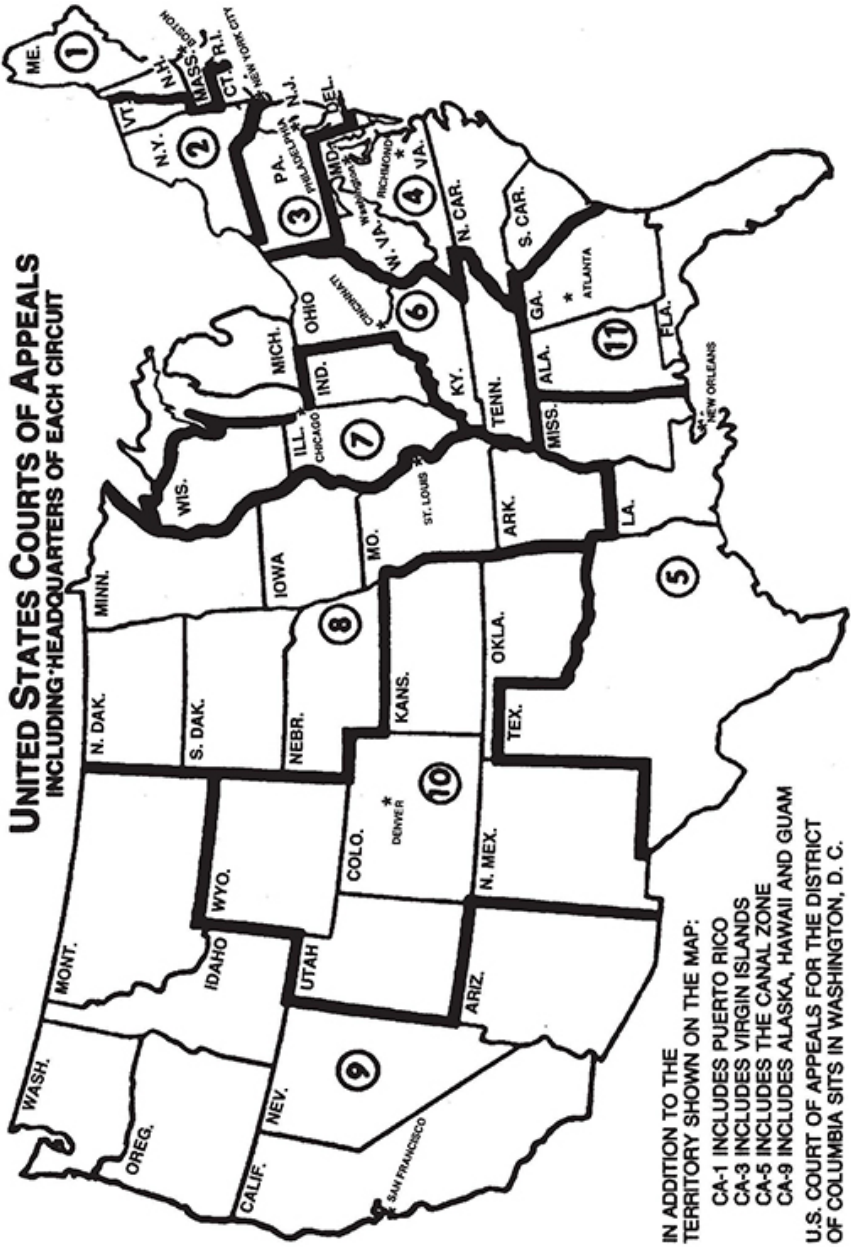 UNITED STATES COURTS OF APPEALS
INCLUDING *HEADQUARTERS OF EACH CIRCUIT
WASH.
MONT.
N. DAK.
MINN.
OREG.
IDAHO
S. DAK.
WIS.
MICH.
WYO.
NEBR.
IOWA
ILL.
CHICAGO
IND.
OHIO
CINCINNATI
CALIF.
NEV.
UTAH
COLO.
DENVER
KANS.
MO.
ST. LOUIS
KY.
W. VA.
VA.
RICHMOND
Washington
MD.
DEL.
N.J.
PA.
PHILADELPHIA
N.Y.
NEW YORK CITY
CT.
R.I.
MASS.
BOSTON
N.H.
VT.
ME.
SAN FRANCISCO
ARIZ.
N. MEX.
TEX.
OKLA.
ARK.
TENN.
N. CAR.
S. CAR.
LA.
MISS.
ALA.
GA.
ATLANTA
FLA.
NEW ORLEANS
1
2
3
4
5
6
7
8
9
10
11
IN ADDITION TO THE
TERRITORY SHOWN ON THE MAP:
CA-1 INCLUDES PUERTO RICO
CA-3 INCLUDES VIRGIN ISLANDS
CA-5 INCLUDES THE CANAL ZONE
CA-9 INCLUDES ALASKA, HAWAII AND GUAM
U.S. COURT OF APPEALS FOR THE DISTRICT
OF COLUMBIA SITS IN WASHINGTON, D. C.